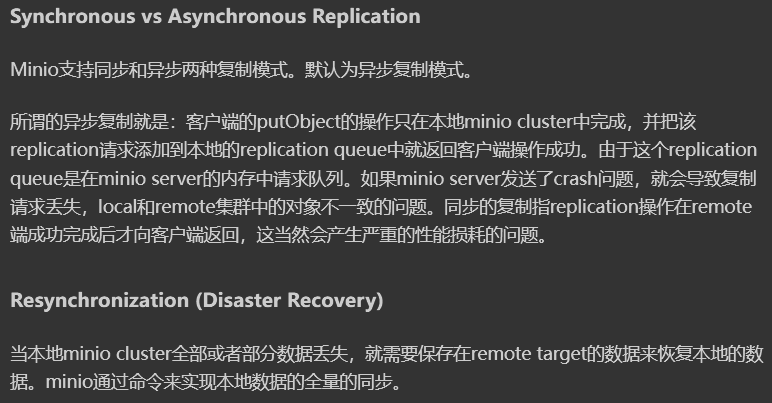 Synchronous vs Asynchronous Replication
Minio支持同步和异步两种复制模式。默认为异步复制模式。
所谓的异步复制就是：客户端的putObject的操作只在本地minio cluster中完成，并把该
replication请求添加到本地的replication queue中就返回客户端操作成功。由于这个replication
queue是在minio server的内存中请求队列。如果minio server发送了crash问题，就会导致复制
请求丢失，local和remote集群中的对象不一致的问题。同步的复制指replication操作在remote
端成功完成后才向客户端返回，这当然会产生严重的性能损耗的问题。
Resynchronization (Disaster Recovery)
当本地minio cluster全部或者部分数据丢失，就需要保存在remote target的数据来恢复本地的数
据。minio通过命令来实现本地数据的全量的同步。